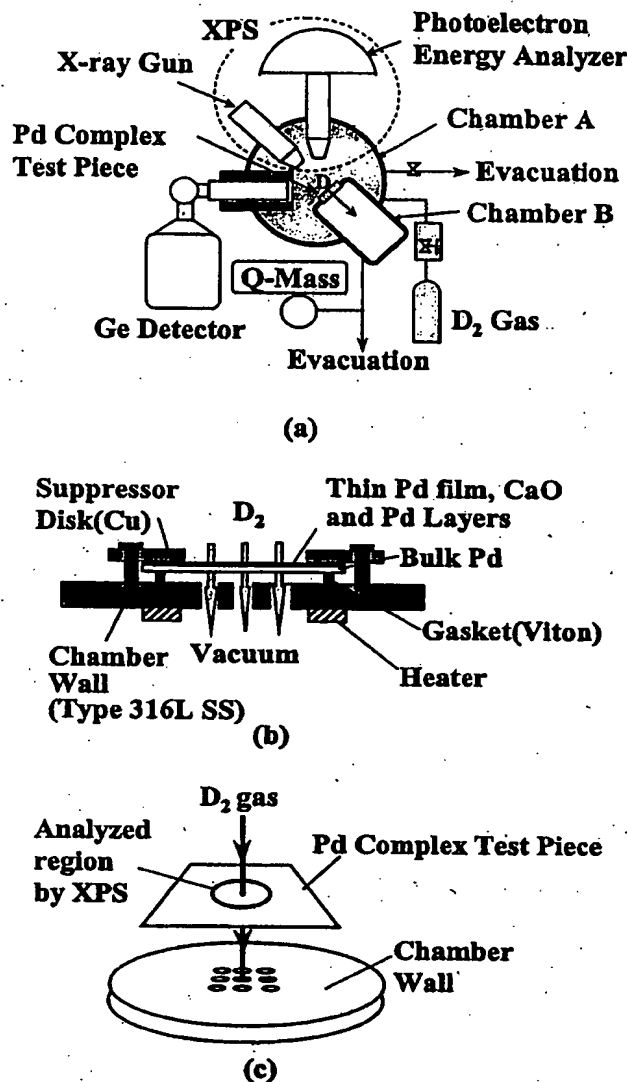 XPS
Photoelectron
Energy Analyzer
X-ray Gun
Pd Complex
Test Piece
Chamber A
Evacuation
Chamber B
Q-Mass
Ge Detector
D₂ Gas
Evacuation
(a)
Suppressor
Disk(Cu)
D₂
Thin Pd film, CaO
and Pd Layers
Bulk Pd
Gasket(Viton)
Heater
Vacuum
Chamber
Wall
(Type 316L SS)
(b)
D₂ gas
Analyzed
region
by XPS
Pd Complex Test Piece
Chamber
Wall
(c)